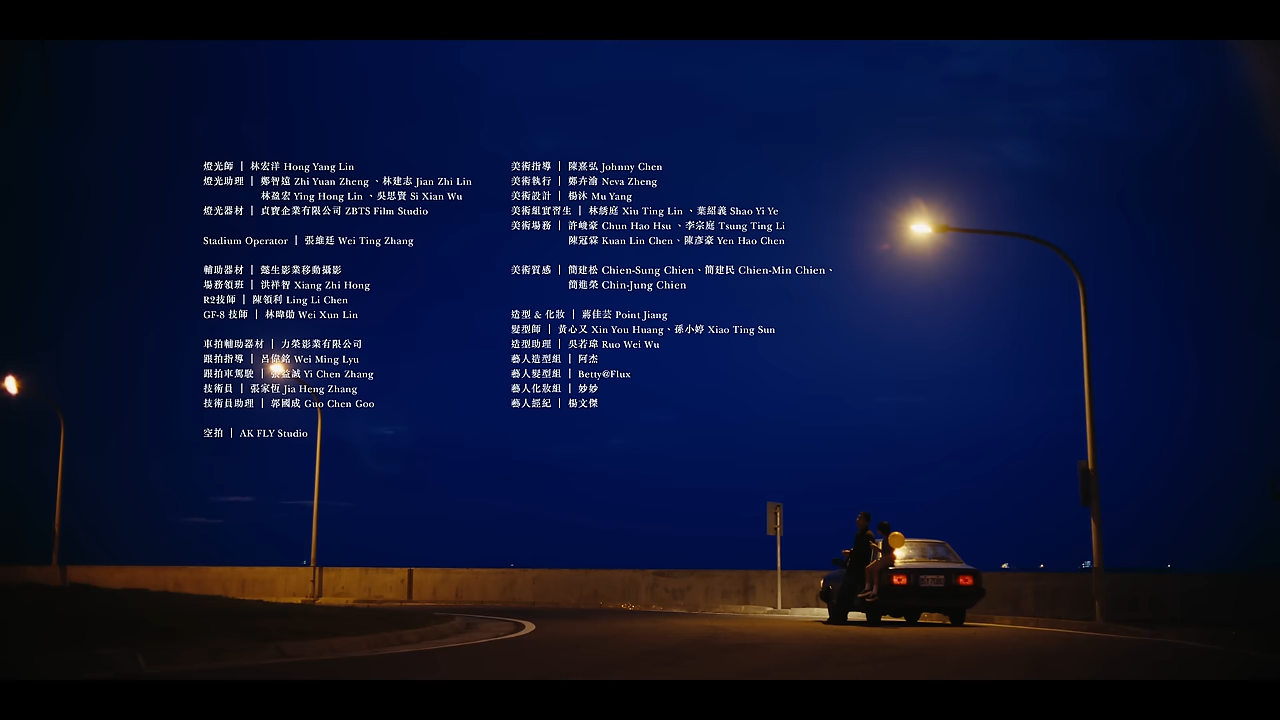 燈光師 | 林宏洋 Hong Yang Lin
燈光助理 | 鄭智遠 Zhi Yuan Zheng 、林建志 Jian Zhi Lin
林盈宏 Ying Hong Lin 、吳思賢 Si Xian Wu
燈光器材 | 貞寶企業有限公司 ZBTS Film Studio
Stadium Operator | 張維廷 Wei Ting Zhang
輔助器材 | 懿生影業移動攝影
場務領班 | 洪祥智 Xiang Zhi Hong
R2技師 | 陳領利 Ling Li Chen
GF-8 技師 | 林暐勛 Wei Xun Lin
車拍輔助器材 | 力榮影業有限公司
跟拍指導 | 呂偉銘 Wei Ming Lyu
跟拍車駕駛 | 張益誠 Yi Chen Zhang
技術員 | 張家恆 Jia Heng Zhang
技術員助理 | 郭國成 Guo Chen Goo
空拍 | AK FLY Studio
美術指導 | 陳熹弘 Johnny Chen
美術執行 | 鄭卉渝 Neva Zheng
美術設計 | 楊沐 Mu Yang
美術組實習生 | 林綉庭 Xiu Ting Lin 、葉紹義 Shao Yi Ye
美術場務 | 許峻豪 Chun Hao Hsu 、李宗庭 Tsung Ting Li
陳冠霖 Kuan Lin Chen、陳彥豪 Yen Hao Chen
美術質感 | 簡建松 Chien-Sung Chien、簡建民 Chien-Min Chien、
簡進榮 Chin-Jung Chien
造型 & 化妝 | 蔣佳芸 Point Jiang
髮型師 | 黃心又 Xin You Huang、孫小婷 Xiao Ting Sun
造型助理 | 吳若瑋 Ruo Wei Wu
藝人造型組 | 阿杰
藝人髮型組 | Betty@Flux
藝人化妝組 | 妙妙
藝人經紀 | 楊文傑